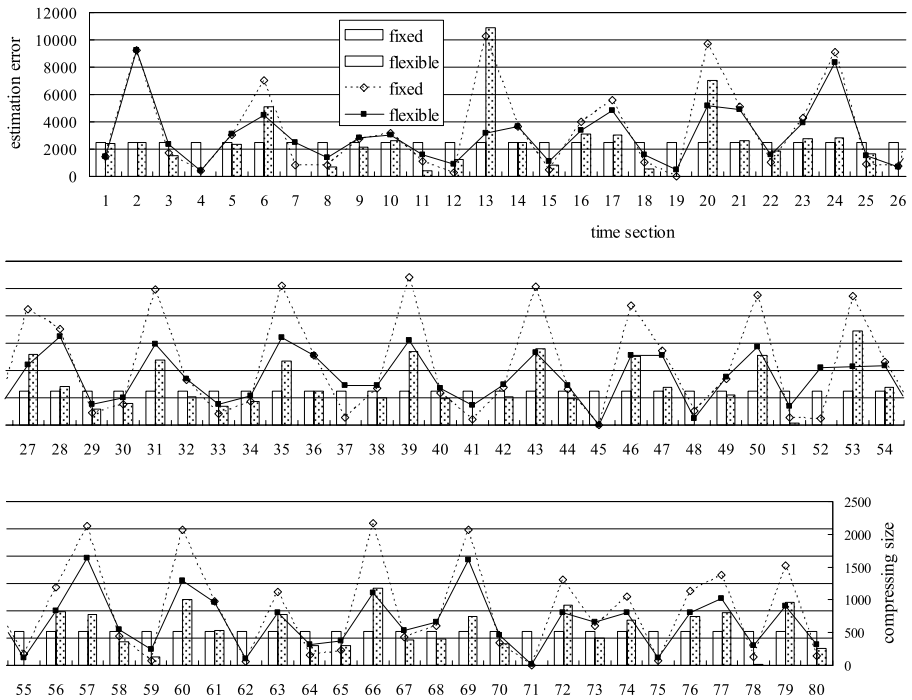 estimation error
12000
10000
8000
6000
4000
2000
0
fixed
flexible
fixed
flexible
1 2 3 4 5 6 7 8 9 10 11 12 13 14 15 16 17 18 19 20 21 22 23 24 25 26
time section
27 28 29 30 31 32 33 34 35 36 37 38 39 40 41 42 43 44 45 46 47 48 49 50 51 52 53 54
2500
2000
1500
1000
500
0
compressing size
55 56 57 58 59 60 61 62 63 64 65 66 67 68 69 70 71 72 73 74 75 76 77 78 79 80